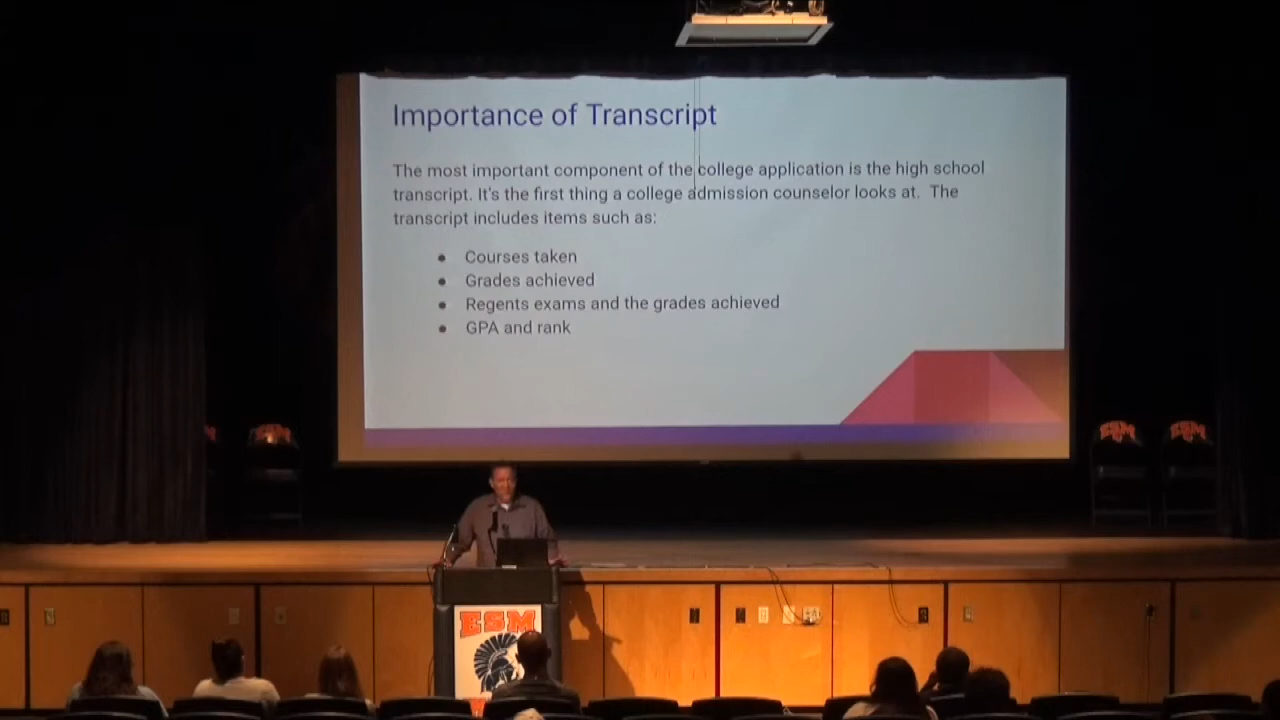 Importance of Transcript
The most important component of the college application is the high school
transcript. It's the first thing a college admission counselor looks at. The
transcript includes items such as:
● Courses taken
● Grades achieved
● Regents exams and the grades achieved
● GPA and rank
ESM
ESM
ESM